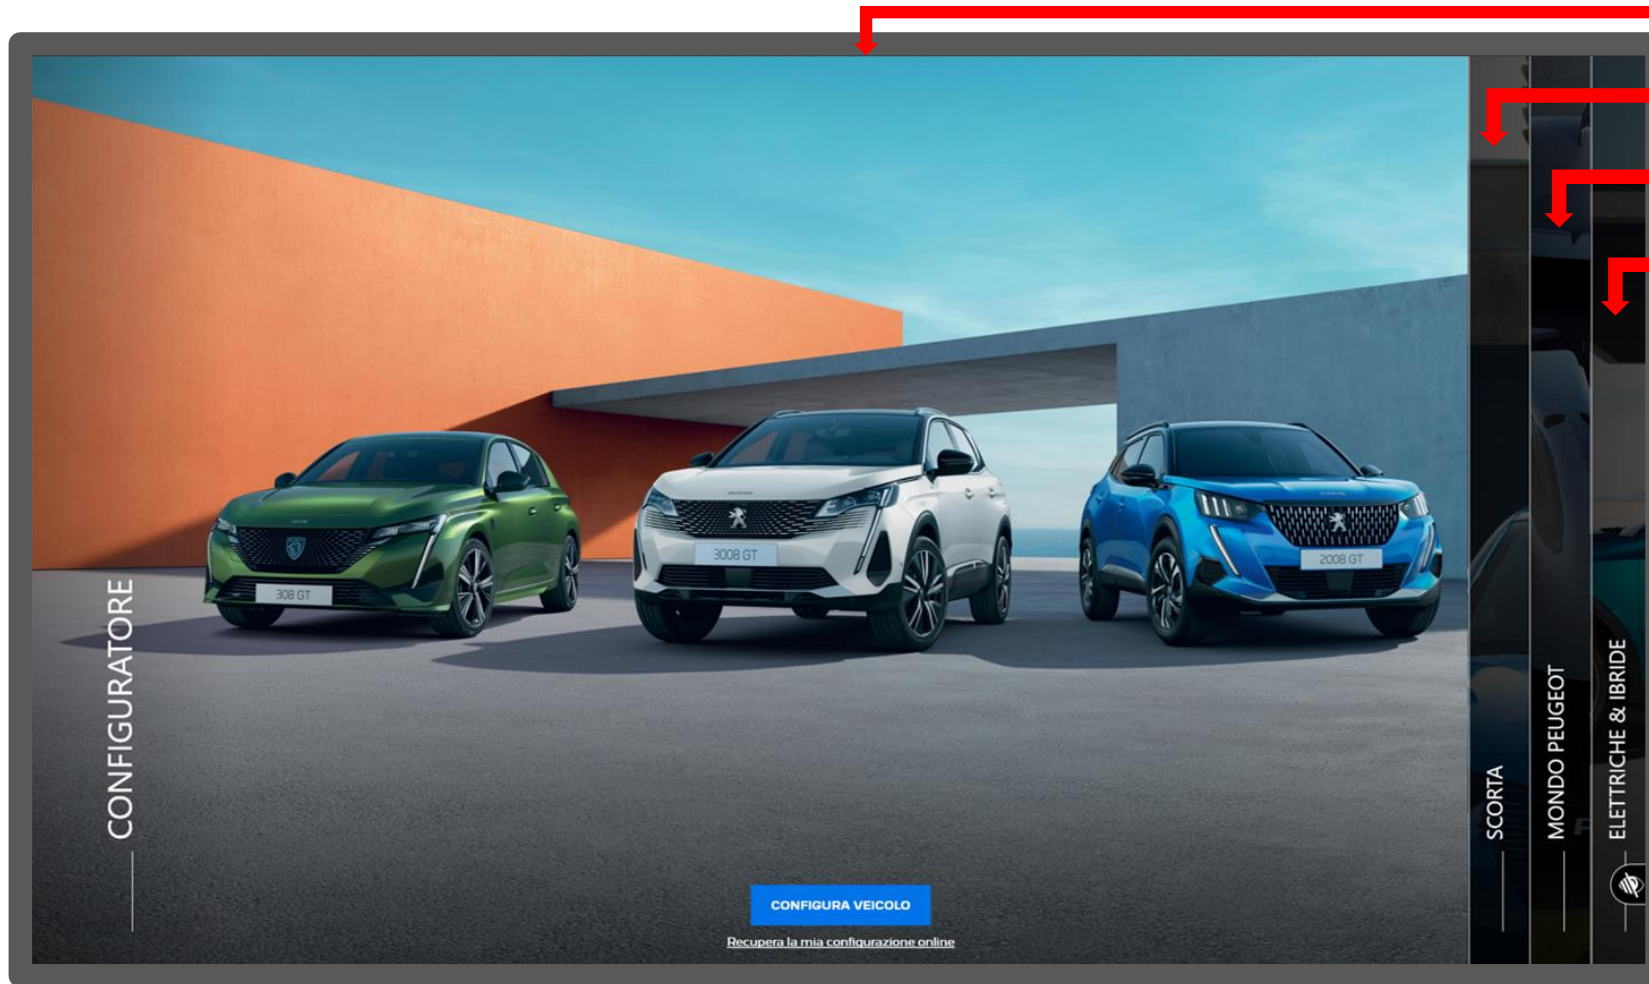 308 GT
3008 GT
2008 GT
CONFIGURATORE
SCORTA
MONDO PEUGEOT
ELETTRICHE & IBRIDE
CONFIGURA VEICOLO
Recupera la mia configurazione online